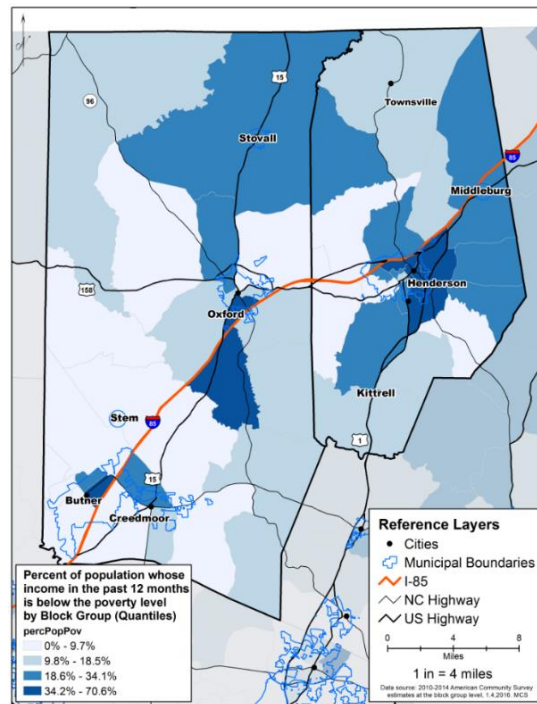 15
96
Townsville
Stovall
85
Middleburg
158
Henderson
Oxford
Kittrell
Stem
85
1
15
Butner
Creedmoor
Reference Layers
Cities
Municipal Boundaries
I-85
NC Highway
US Highway
0 4 8
Miles
1 in = 4 miles
Data source: 2010-2014 American Community Survey
estimates at the block group level. 1.4.2016. MCS
Percent of population whose
income in the past 12 months
is below the poverty level
by Block Group (Quantiles)
percPopPov
0% - 9.7%
9.8% - 18.5%
18.6% - 34.1%
34.2% - 70.6%